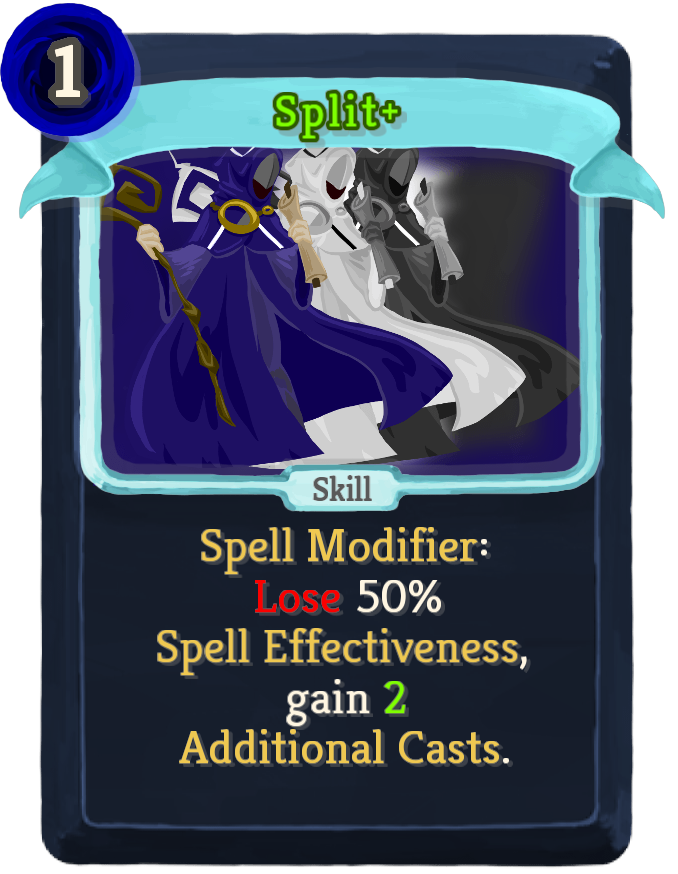 1
Split+
Skill
Spell Modifier:
Lose 50%
Spell Effectiveness,
gain 2
Additional Casts.